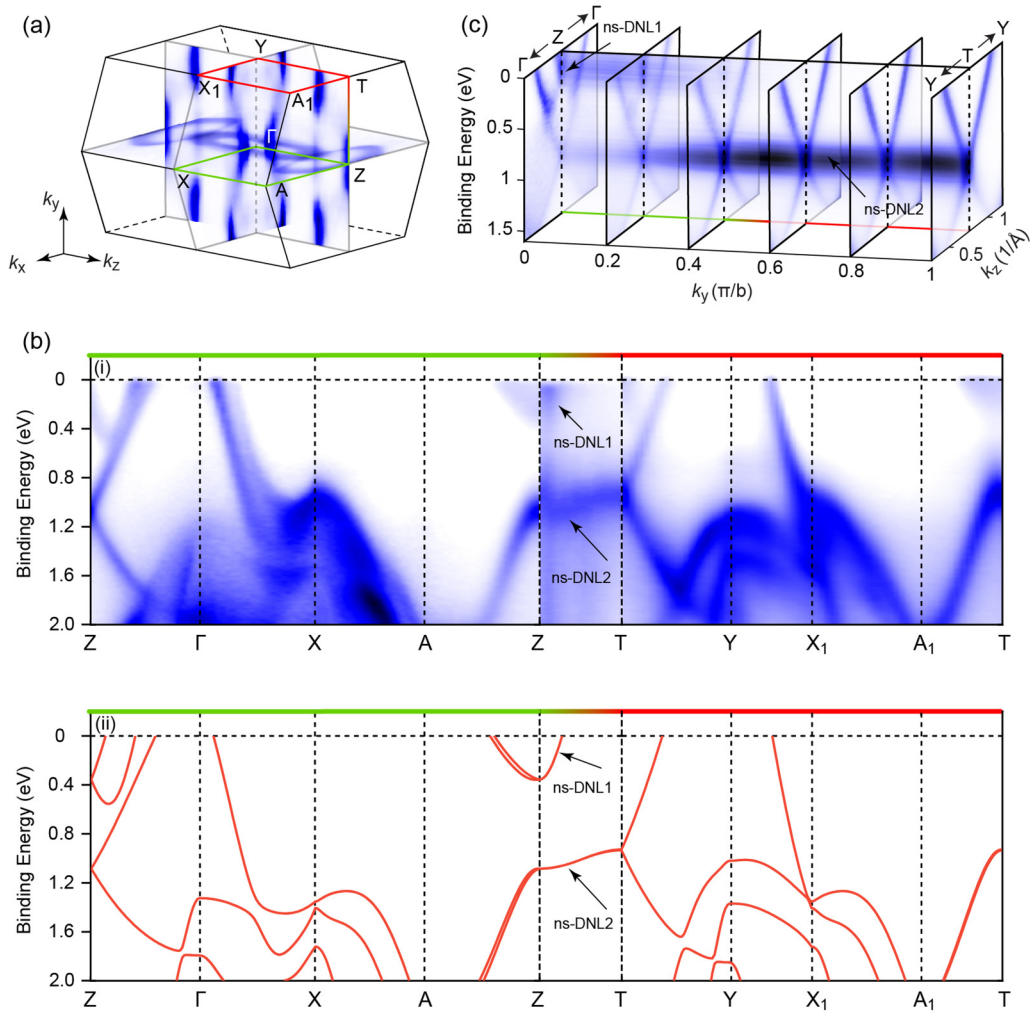 (a)
Y
X1
A1
T
Γ
X
A
Z
ky
kx
kz
(c)
Γ
Z
Γ
ns-DNL1
Y
T
Y
Binding Energy (eV)
0
0.5
1
1.5
ns-DNL2
0
0.2
0.4
0.6
0.8
1
ky (π/b)
1
0.5
kz (1/Å)
(b)
(i)
Binding Energy (eV)
0
0.4
0.8
1.2
1.6
2.0
ns-DNL1
ns-DNL2
Z Γ X A Z T Y X1 A1 T
(ii)
Binding Energy (eV)
0
0.4
0.8
1.2
1.6
2.0
ns-DNL1
ns-DNL2
Z Γ X A Z T Y X1 A1 T